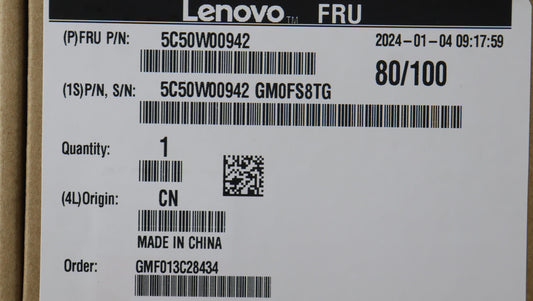 Lenovo™ FRU
(P)FRU P/N: 5C50W00942 2024-01-04 09:17:59
80/100
(1S)P/N, S/N: 5C50W00942 GM0FS8TG
Quantity: 1
(4L)Origin: CN
MADE IN CHINA
Order: GMF013C28434